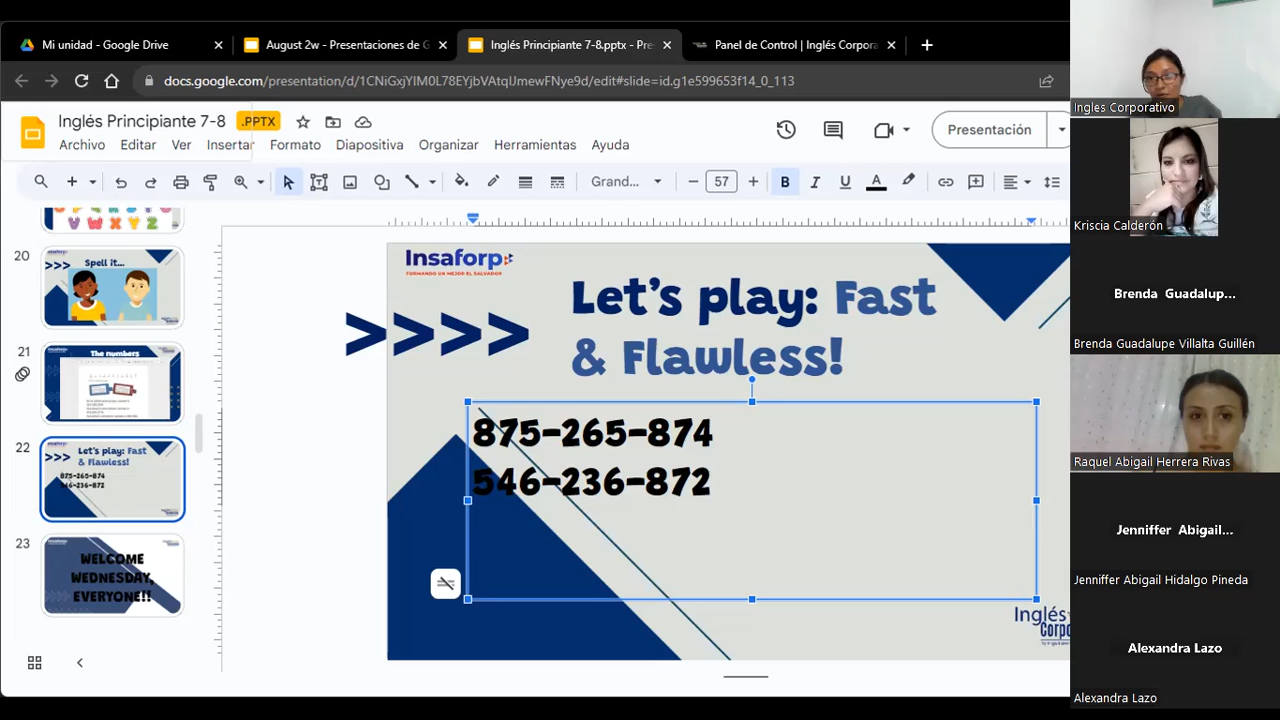 Mi unidad - Google Drive
August 2w - Presentaciones de G
Inglés Principiante 7-8.pptx - Pre
Panel de Control | Inglés Corpora
docs.google.com/presentation/d/1CNiGxjYlM0L78EYjbVAtqlJmewFNye9d/edit#slide=id.g1e599653f14_0_113
Inglés Principiante 7-8
.PPTX
Archivo Editar Ver Insertar Formato Diapositiva Organizar Herramientas Ayuda
Presentación
Grand...
57
B I U A
V W X Y Z
20
Insaforp
Spell it...
21
The numbers
22
Insaforp
Let's play: Fast
& Flawless!
875-265-874
546-236-872
23
WELCOME
WEDNESDAY,
EVERYONE!!
Insaforp
FORMANDO UN MEJOR EL SALVADOR
>>>>
Let's play: Fast
& Flawless!
875-265-874
546-236-872
Inglés
Corpo
Ingles Corporativo
Kriscia Calderón
Brenda Guadalup...
Brenda Guadalupe Villalta Guillén
Raquel Abigail Herrera Rivas
Jenniffer Abigail...
Jenniffer Abigail Hidalgo Pineda
Alexandra Lazo
Alexandra Lazo